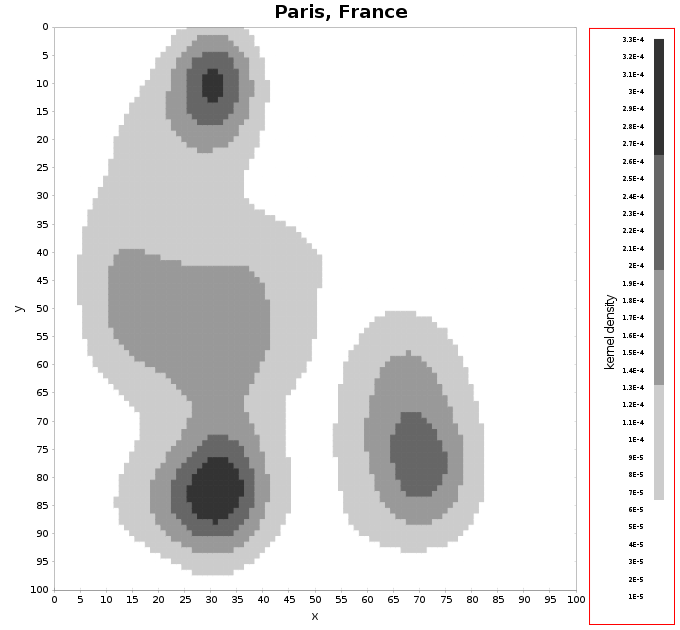 Paris, France
0
5
10
15
20
25
30
35
40
45
50
55
60
65
70
75
80
85
90
95
100
y
0 5 10 15 20 25 30 35 40 45 50 55 60 65 70 75 80 85 90 95 100
x
kernel density
3.3E-4
3.2E-4
3.1E-4
3E-4
2.9E-4
2.8E-4
2.7E-4
2.6E-4
2.5E-4
2.4E-4
2.3E-4
2.2E-4
2.1E-4
2E-4
1.9E-4
1.8E-4
1.7E-4
1.6E-4
1.5E-4
1.4E-4
1.3E-4
1.2E-4
1.1E-4
1E-4
9E-5
8E-5
7E-5
6E-5
5E-5
4E-5
3E-5
2E-5
1E-5